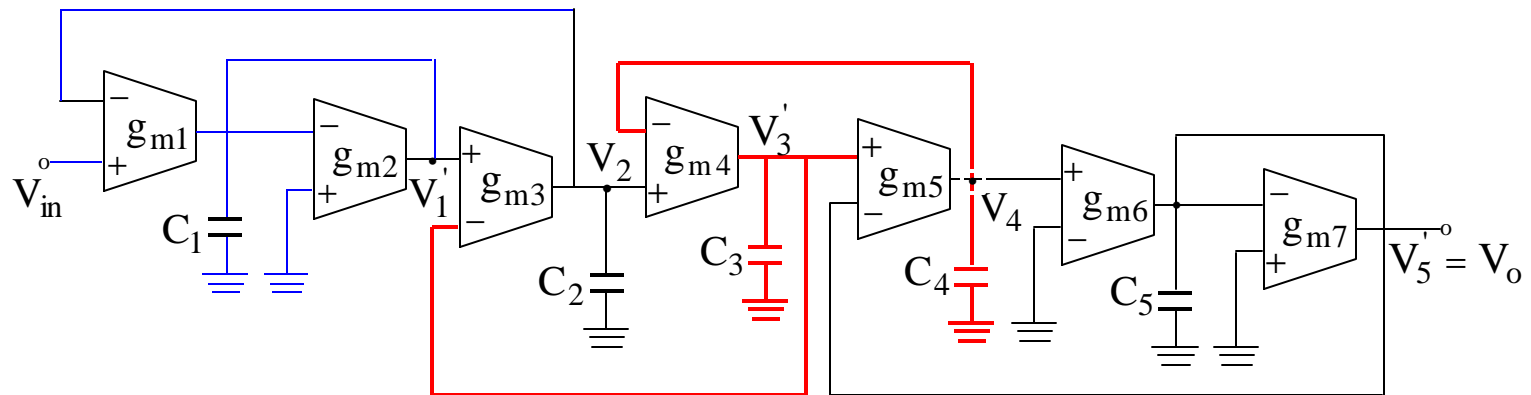 V_in
−
+
g_m1
C_1
−
+
g_m2
V_1'
+
−
g_m3
V_2
C_2
−
+
g_m4
V_3'
C_3
+
−
g_m5
V_4
C_4
+
−
g_m6
C_5
−
+
g_m7
V_5' = V_o